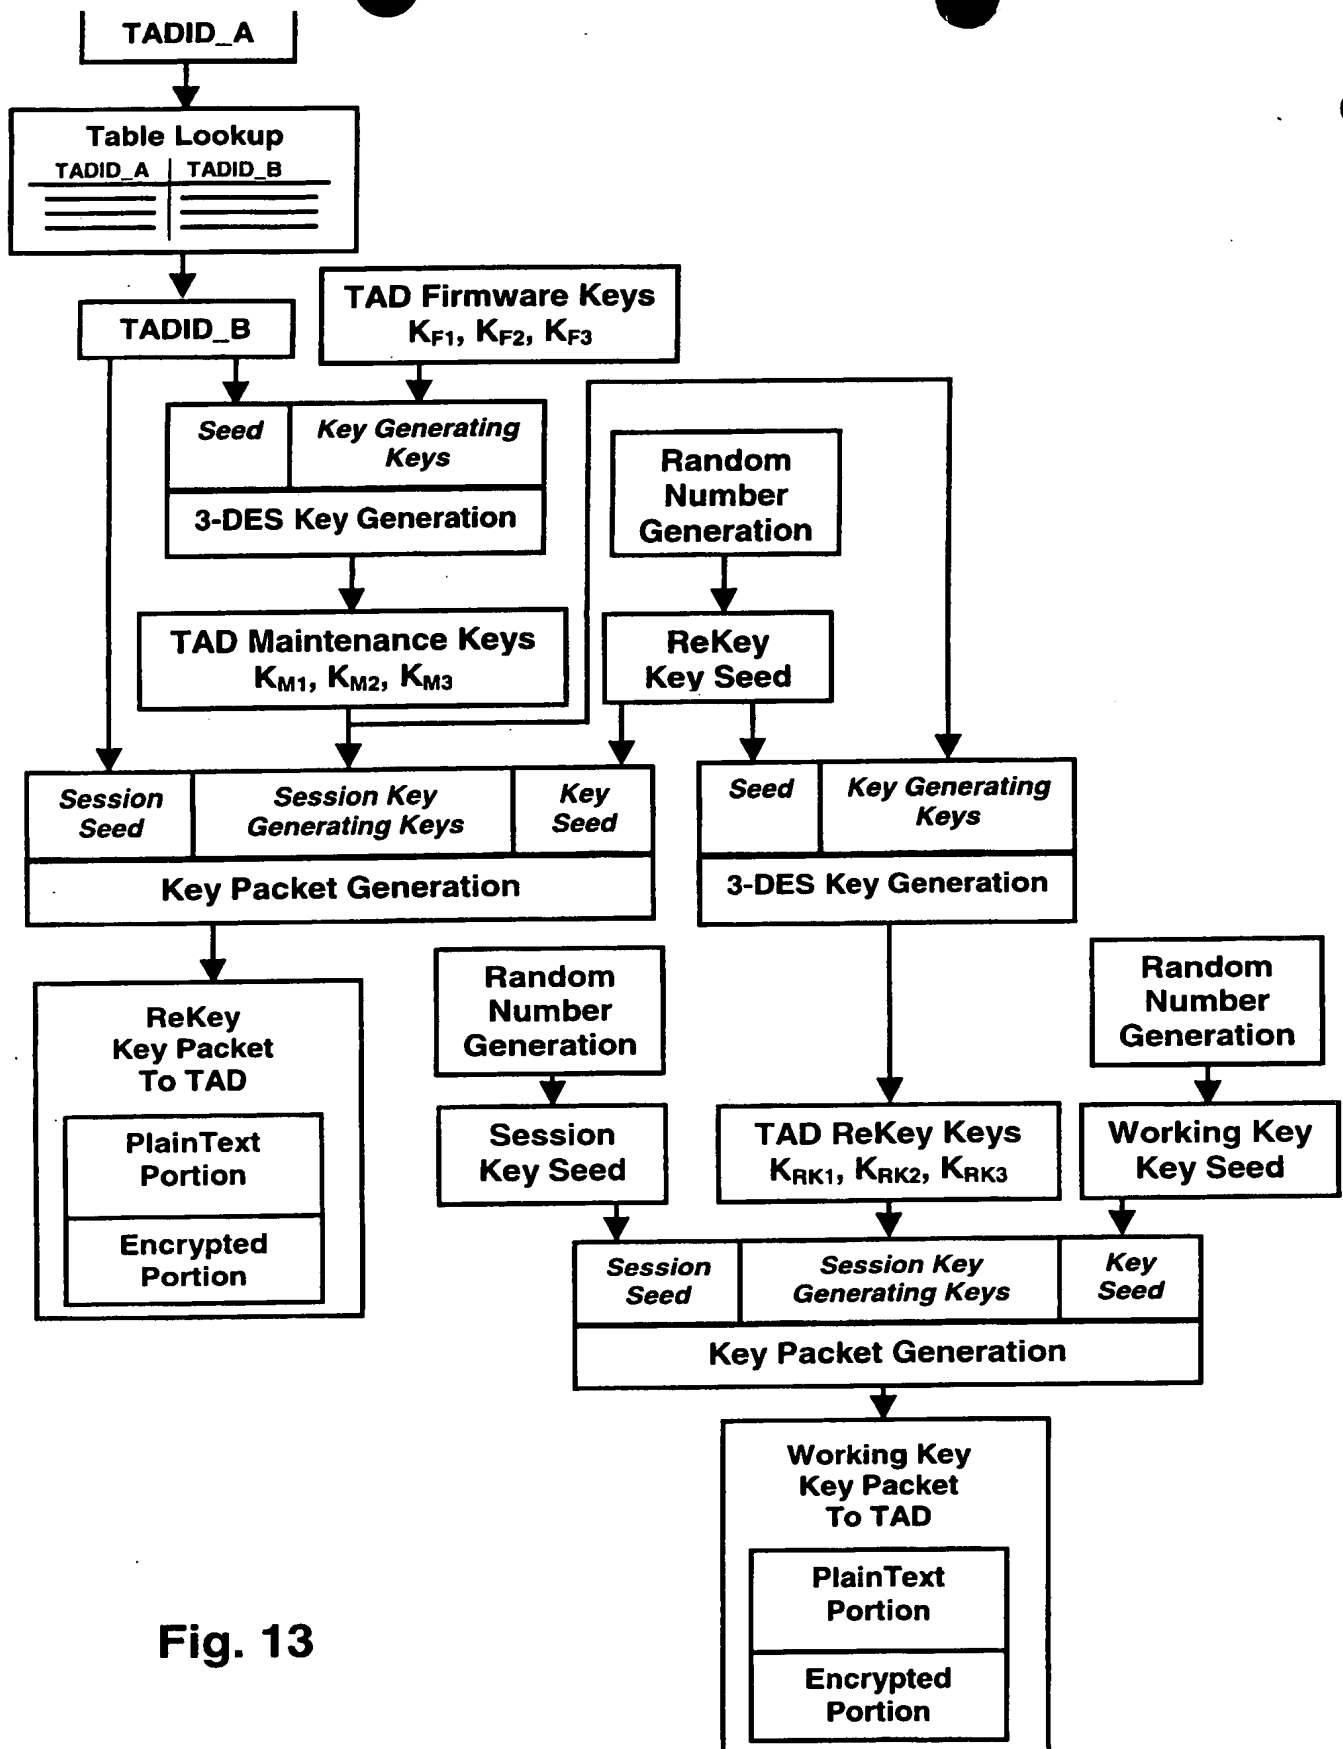 TADID_A
Table Lookup
TADID_A TADID_B
TADID_B
TAD Firmware Keys
KF1, KF2, KF3
Seed
Key Generating
Keys
3-DES Key Generation
Random
Number
Generation
TAD Maintenance Keys
KM1, KM2, KM3
ReKey
Key Seed
Session
Seed
Session Key
Generating Keys
Key
Seed
Key Packet Generation
Seed
Key Generating
Keys
3-DES Key Generation
ReKey
Key Packet
To TAD
PlainText
Portion
Encrypted
Portion
Random
Number
Generation
Session
Key Seed
TAD ReKey Keys
KRK1, KRK2, KRK3
Random
Number
Generation
Working Key
Key Seed
Session
Seed
Session Key
Generating Keys
Key
Seed
Key Packet Generation
Working Key
Key Packet
To TAD
PlainText
Portion
Encrypted
Portion
Fig. 13